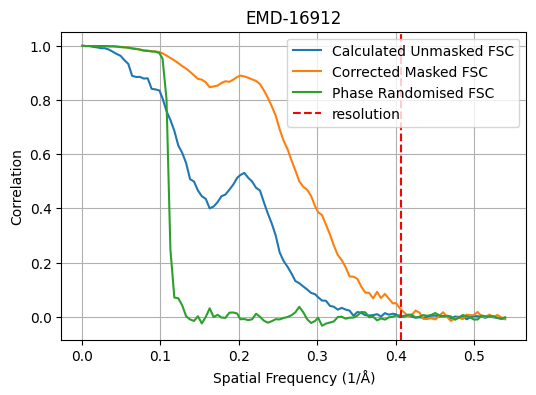 EMD-16912
1.0
0.8
0.6
0.4
0.2
0.0
Correlation
Calculated Unmasked FSC
Corrected Masked FSC
Phase Randomised FSC
resolution
0.0 0.1 0.2 0.3 0.4 0.5
Spatial Frequency (1/Å)